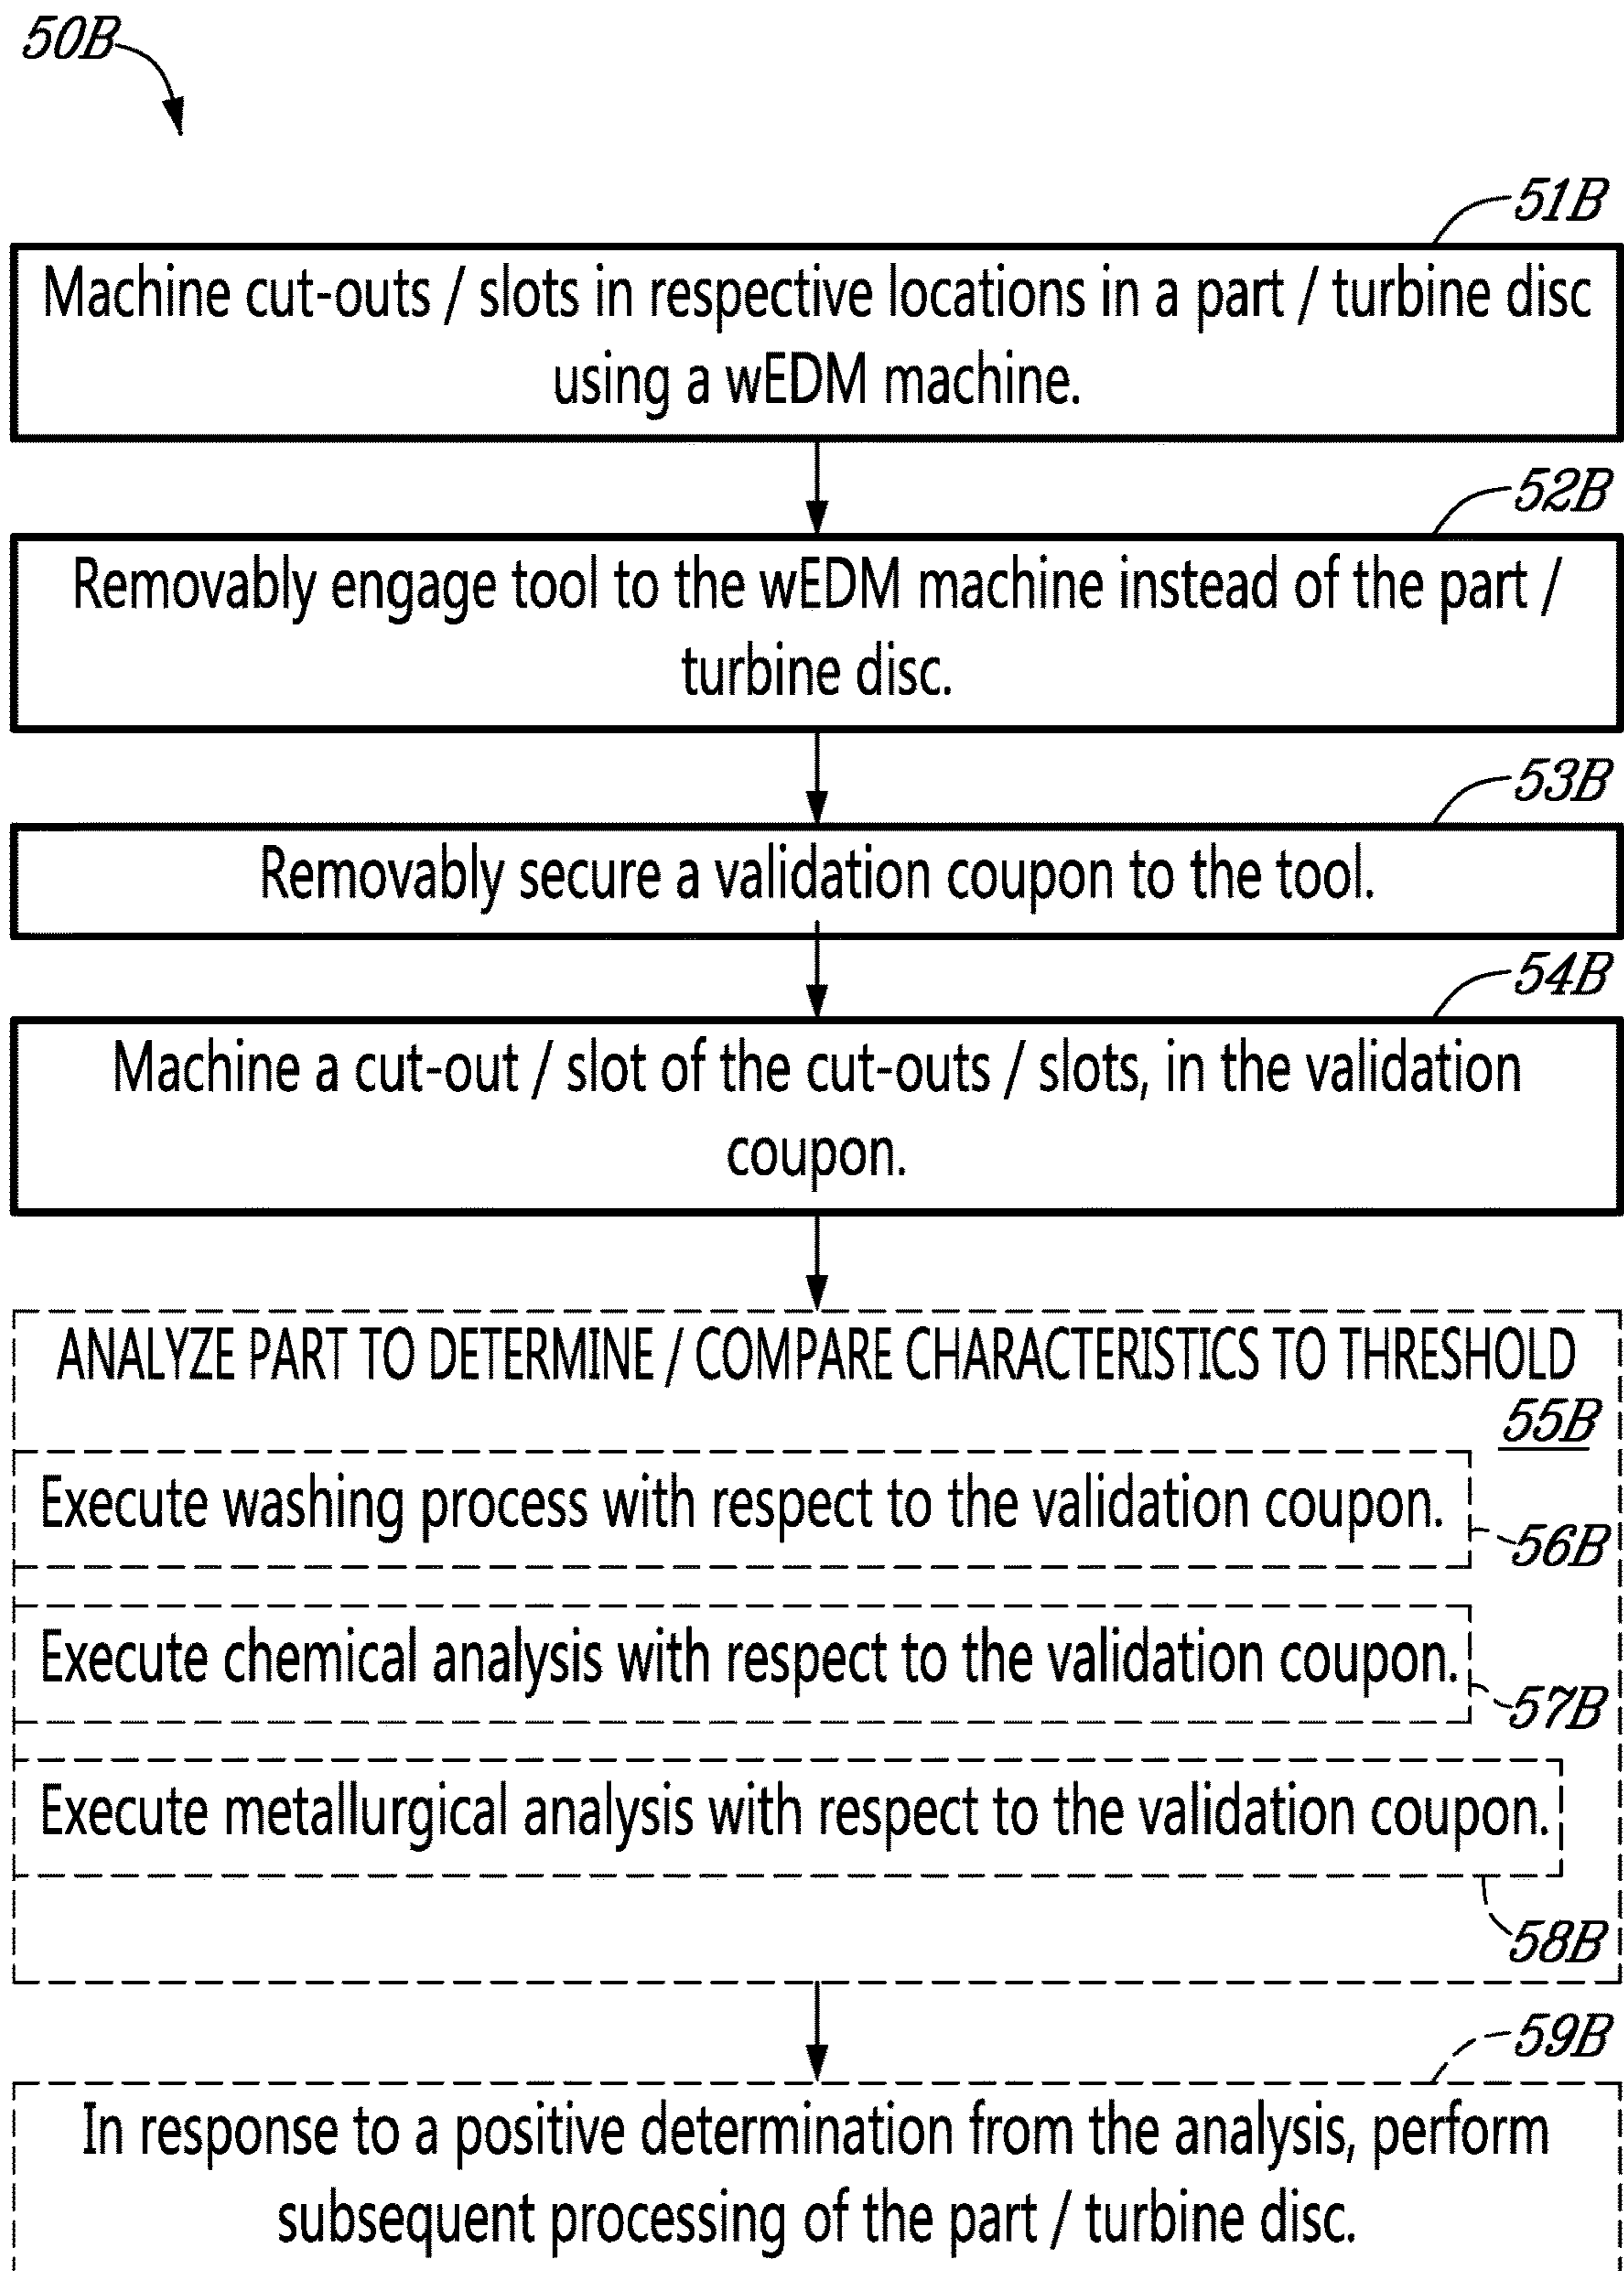 50B
51B
Machine cut-outs / slots in respective locations in a part / turbine disc
using a wEDM machine.
52B
Removably engage tool to the wEDM machine instead of the part /
turbine disc.
53B
Removably secure a validation coupon to the tool.
54B
Machine a cut-out / slot of the cut-outs / slots, in the validation
coupon.
ANALYZE PART TO DETERMINE / COMPARE CHARACTERISTICS TO THRESHOLD
55B
Execute washing process with respect to the validation coupon.
56B
Execute chemical analysis with respect to the validation coupon.
57B
Execute metallurgical analysis with respect to the validation coupon.
58B
59B
In response to a positive determination from the analysis, perform
subsequent processing of the part / turbine disc.